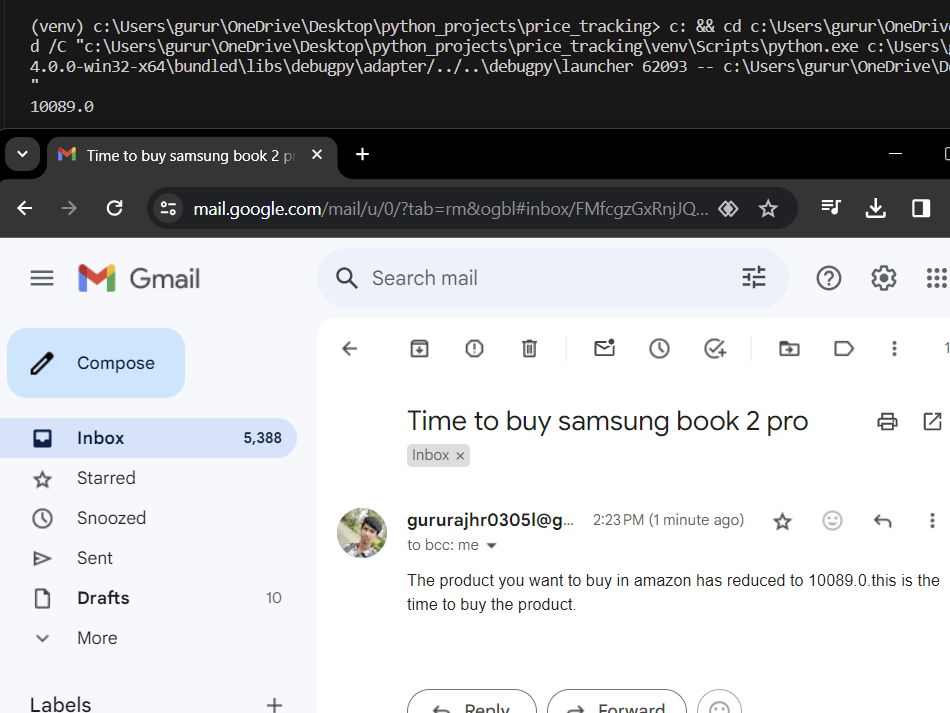 (venv) c:\Users\gurur\OneDrive\Desktop\python_projects\price_tracking> c: && cd c:\Users\gurur\OneDrive
d /C "c:\Users\gurur\OneDrive\Desktop\python_projects\price_tracking\venv\Scripts\python.exe c:\Users\
4.0.0-win32-x64\bundled\libs\debugpy\adapter/../..\debugpy\launcher 62093 -- c:\Users\gurur\OneDrive\D
"
10089.0
Time to buy samsung book 2 pr
mail.google.com/mail/u/0/?tab=rm&ogbl#inbox/FMfcgzGxRnjJQ...
Gmail
Search mail
Compose
Inbox 5,388
Starred
Snoozed
Sent
Drafts 10
More
Labels
Time to buy samsung book 2 pro
Inbox ×
gururajhr0305l@g... 2:23 PM (1 minute ago)
to bcc: me
The product you want to buy in amazon has reduced to 10089.0.this is the
time to buy the product.
Reply Forward